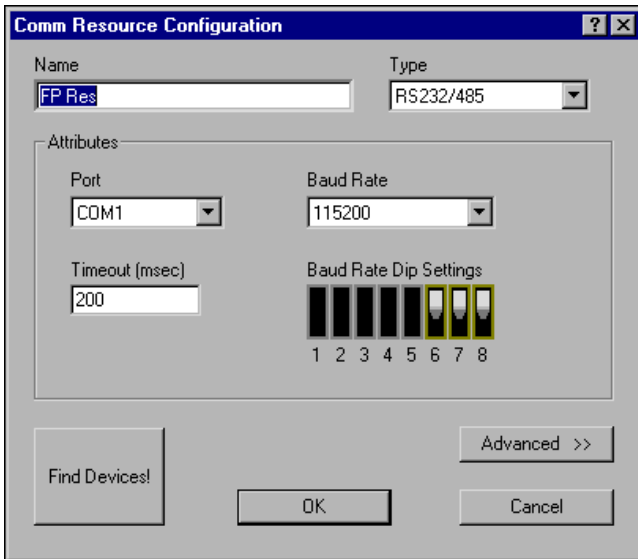 Comm Resource Configuration
Name
Type
FP Res
RS232/485
Attributes
Port
Baud Rate
COM1
115200
Timeout (msec)
Baud Rate Dip Settings
200
1 2 3 4 5 6 7 8
Advanced >>
Find Devices!
OK
Cancel